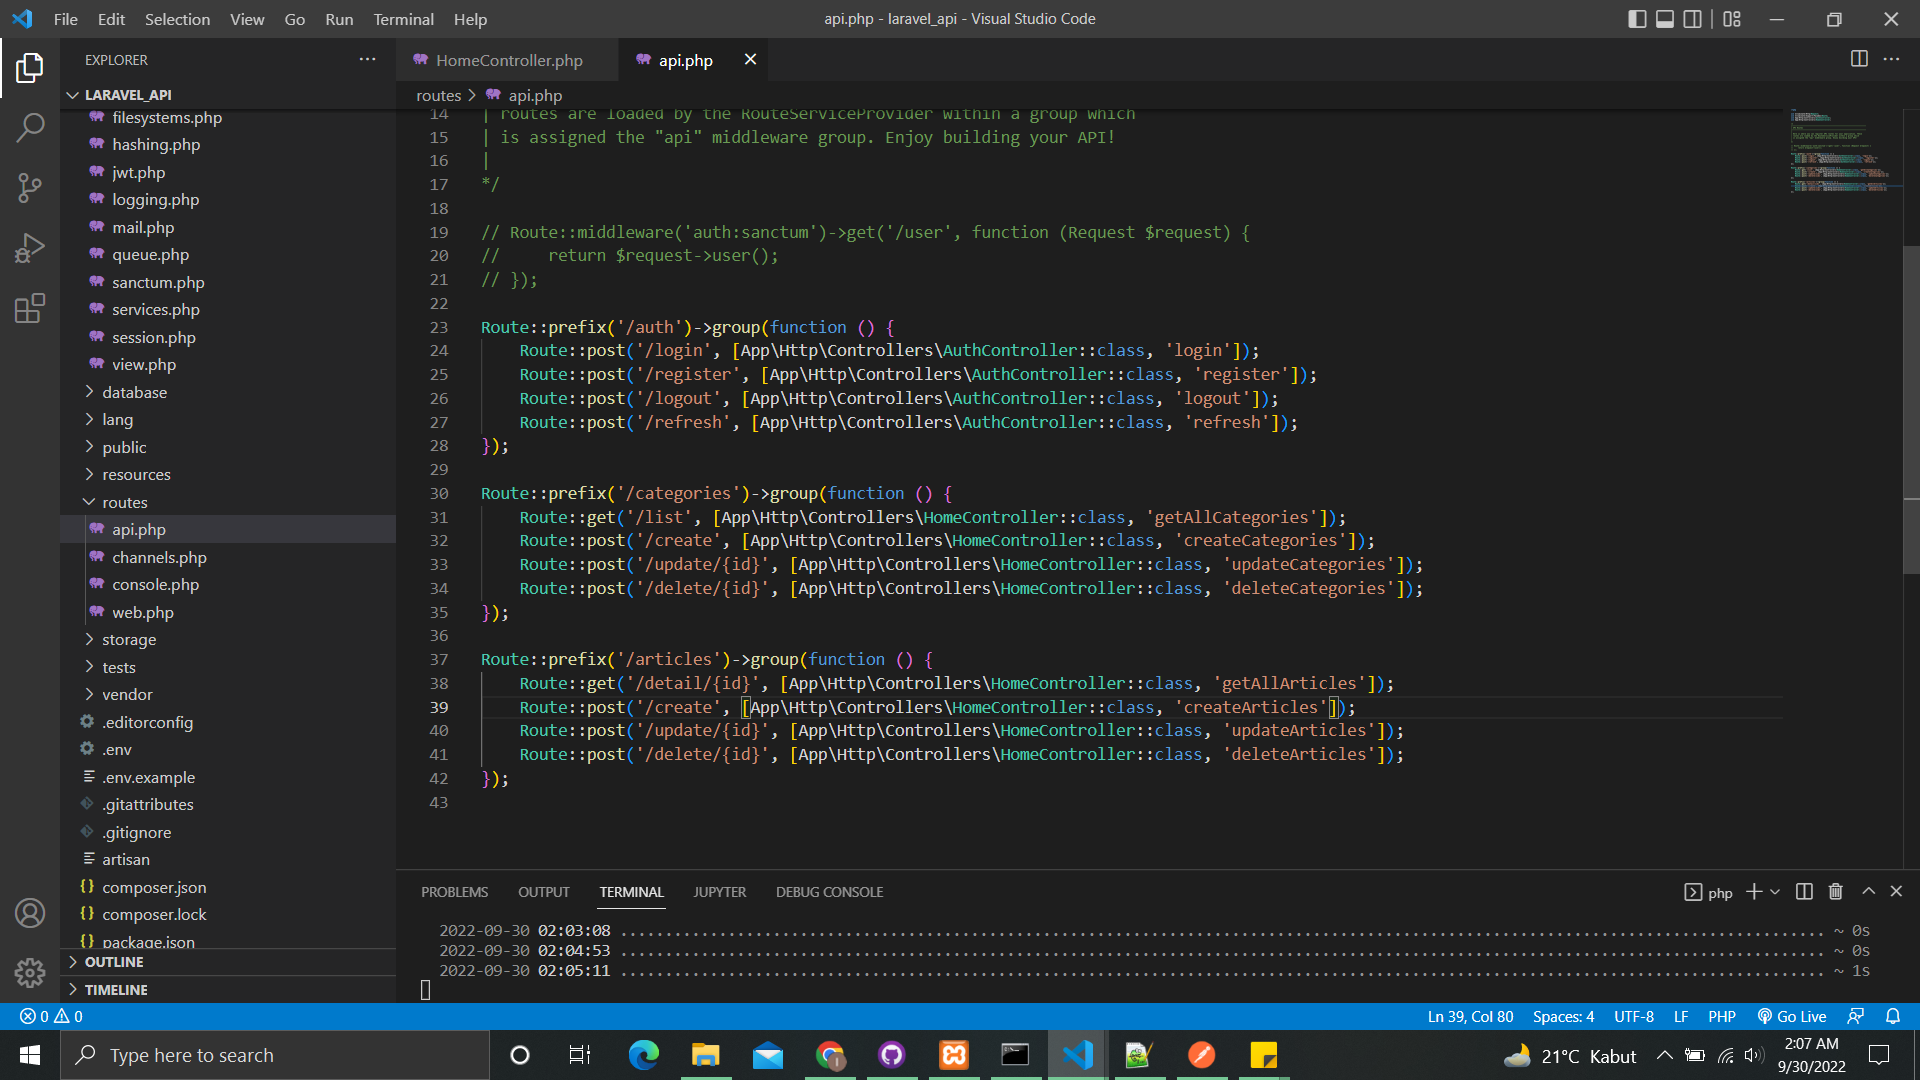 File Edit Selection View Go Run Terminal Help
api.php - laravel_api - Visual Studio Code
EXPLORER
LARAVEL_API
filesystems.php
hashing.php
jwt.php
logging.php
mail.php
queue.php
sanctum.php
services.php
session.php
view.php
database
lang
public
resources
routes
api.php
channels.php
console.php
web.php
storage
tests
vendor
.editorconfig
.env
.env.example
.gitattributes
.gitignore
artisan
composer.json
composer.lock
package.json
OUTLINE
TIMELINE
HomeController.php
api.php
routes > api.php
14 | routes are loaded by the RouteServiceProvider within a group which
15 | is assigned the "api" middleware group. Enjoy building your API!
16 |
17 */
18
19 // Route::middleware('auth:sanctum')->get('/user', function (Request $request) {
20 //     return $request->user();
21 // });
22
23 Route::prefix('/auth')->group(function () {
24     Route::post('/login', [App\Http\Controllers\AuthController::class, 'login']);
25     Route::post('/register', [App\Http\Controllers\AuthController::class, 'register']);
26     Route::post('/logout', [App\Http\Controllers\AuthController::class, 'logout']);
27     Route::post('/refresh', [App\Http\Controllers\AuthController::class, 'refresh']);
28 });
29
30 Route::prefix('/categories')->group(function () {
31     Route::get('/list', [App\Http\Controllers\HomeController::class, 'getAllCategories']);
32     Route::post('/create', [App\Http\Controllers\HomeController::class, 'createCategories']);
33     Route::post('/update/{id}', [App\Http\Controllers\HomeController::class, 'updateCategories']);
34     Route::post('/delete/{id}', [App\Http\Controllers\HomeController::class, 'deleteCategories']);
35 });
36
37 Route::prefix('/articles')->group(function () {
38     Route::get('/detail/{id}', [App\Http\Controllers\HomeController::class, 'getAllArticles']);
39     Route::post('/create', [App\Http\Controllers\HomeController::class, 'createArticles']);
40     Route::post('/update/{id}', [App\Http\Controllers\HomeController::class, 'updateArticles']);
41     Route::post('/delete/{id}', [App\Http\Controllers\HomeController::class, 'deleteArticles']);
42 });
43
PROBLEMS OUTPUT TERMINAL JUPYTER DEBUG CONSOLE
php
2022-09-30 02:03:08 ........ ~ 0s
2022-09-30 02:04:53 ........ ~ 0s
2022-09-30 02:05:11 ........ ~ 1s
0 0
Ln 39, Col 80 Spaces: 4 UTF-8 LF PHP Go Live
Type here to search
21°C Kabut
2:07 AM
9/30/2022